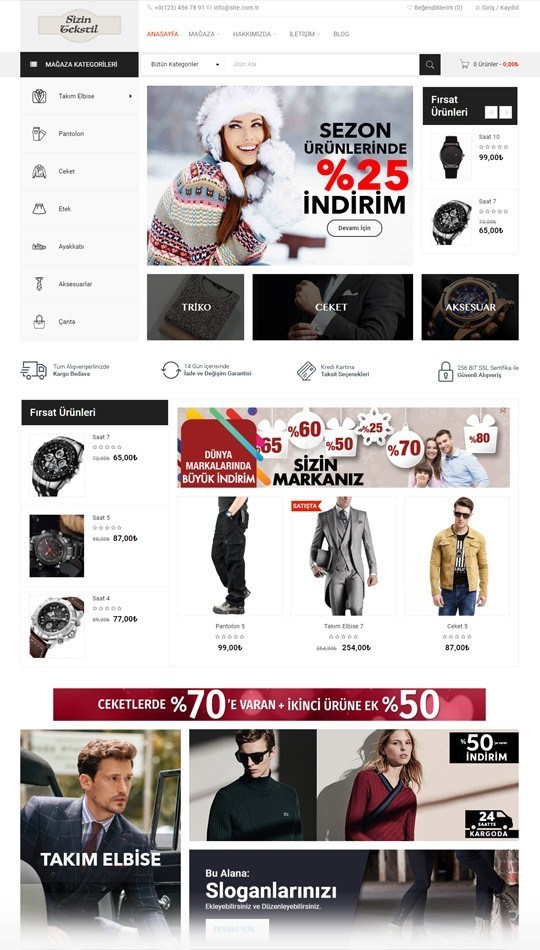 +0(123) 456 78 91 info@site.com.tr
Beğendiklerim (0) Giriş / Kaydol
Sizin
Tekstil
ANASAYFA MAĞAZA HAKKIMIZDA İLETİŞİM BLOG
MAĞAZA KATEGORİLERİ
Bütün Kategoriler
Ürün Ara
0 Ürünler - 0,00₺
Takım Elbise
Pantolon
Ceket
Etek
Ayakkabı
Aksesuarlar
Çanta
SEZON
ÜRÜNLERİNDE
%25
İNDİRİM
Devamı İçin
Fırsat
Ürünleri
Saat 10
99,00₺
Saat 7
73,00₺
65,00₺
TRİKO
CEKET
AKSESUAR
Tüm Alışverişlerinizde
Kargo Bedava
14 Gün İçerisinde
İade ve Değişim Garantisi
Kredi Kartına
Taksit Seçenekleri
256 BIT SSL Sertifika ile
Güvenli Alışveriş
Fırsat Ürünleri
Saat 7
73,00₺ 65,00₺
Saat 5
98,00₺ 87,00₺
Saat 4
89,00₺ 77,00₺
DÜNYA
MARKALARINDA
BÜYÜK İNDİRİM
%65
%60
%50
%25
%70
%80
SİZİN
MARKANIZ
SATIŞTA
Pantolon 5
99,00₺
Takım Elbise 7
354,00₺ 254,00₺
Ceket 5
87,00₺
CEKETLERDE %70'E VARAN + İKİNCİ ÜRÜNE EK %50
TAKIM ELBİSE
%50
İNDİRİM
24
SAATTE
KARGODA
Bu Alana:
Sloganlarınızı
Ekleyebilirsiniz ve Düzenleyebilirsiniz.